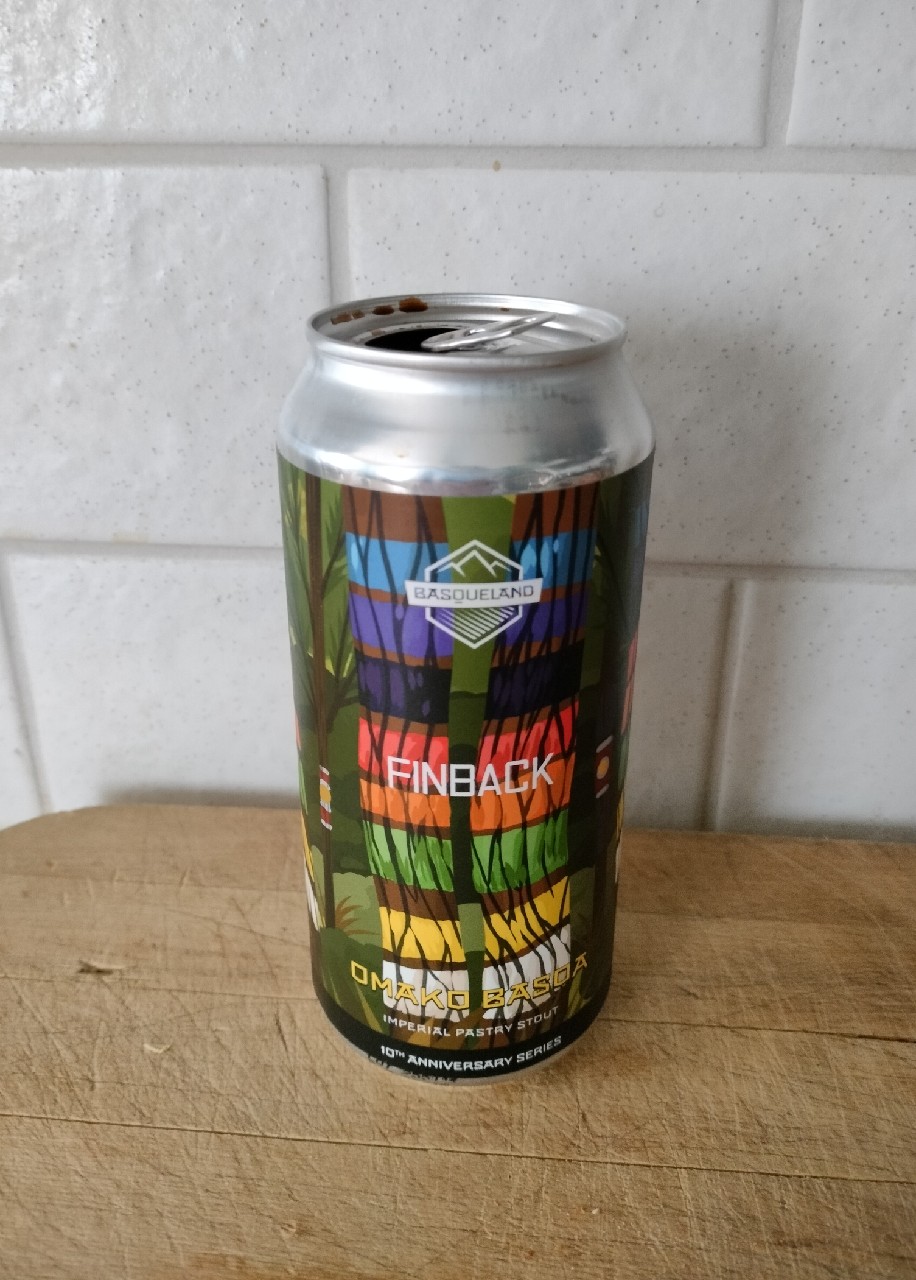 BASQUELAND
FINBACK
OMAKO BASOA
IMPERIAL PASTRY STOUT
10TH ANNIVERSARY SERIES